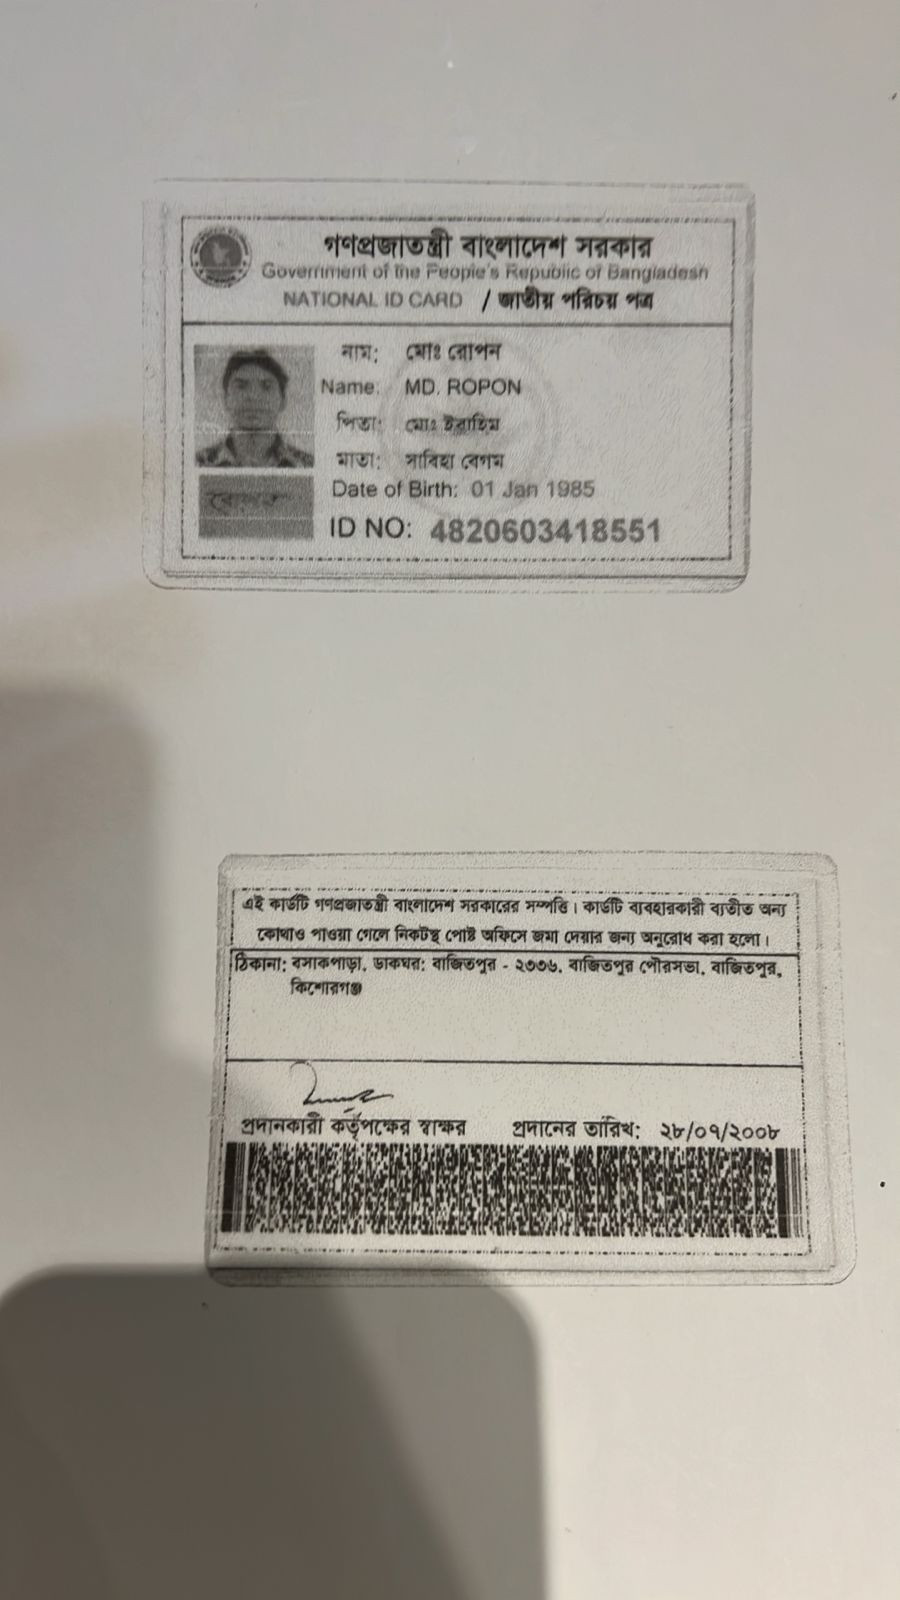 গণপ্রজাতন্ত্রী বাংলাদেশ সরকার
Government of the People's Republic of Bangladesh
NATIONAL ID CARD / জাতীয় পরিচয় পত্র
নাম: মোঃ রোপন
Name: MD. ROPON
পিতা: মোঃ ইব্রাহিম
মাতা: সাবিহা বেগম
Date of Birth: 01 Jan 1985
ID NO: 4820603418551
এই কার্ডটি গণপ্রজাতন্ত্রী বাংলাদেশ সরকারের সম্পত্তি। কার্ডটি ব্যবহারকারী ব্যতীত অন্য
কোথাও পাওয়া গেলে নিকটস্থ পোষ্ট অফিসে জমা দেয়ার জন্য অনুরোধ করা হলো।
ঠিকানা: বসাকপাড়া, ডাকঘর: বাজিতপুর - ২৩৩৬, বাজিতপুর পৌরসভা, বাজিতপুর,
কিশোরগঞ্জ
প্রদানকারী কর্তৃপক্ষের স্বাক্ষর প্রদানের তারিখ: ২৮/০৭/২০০৮